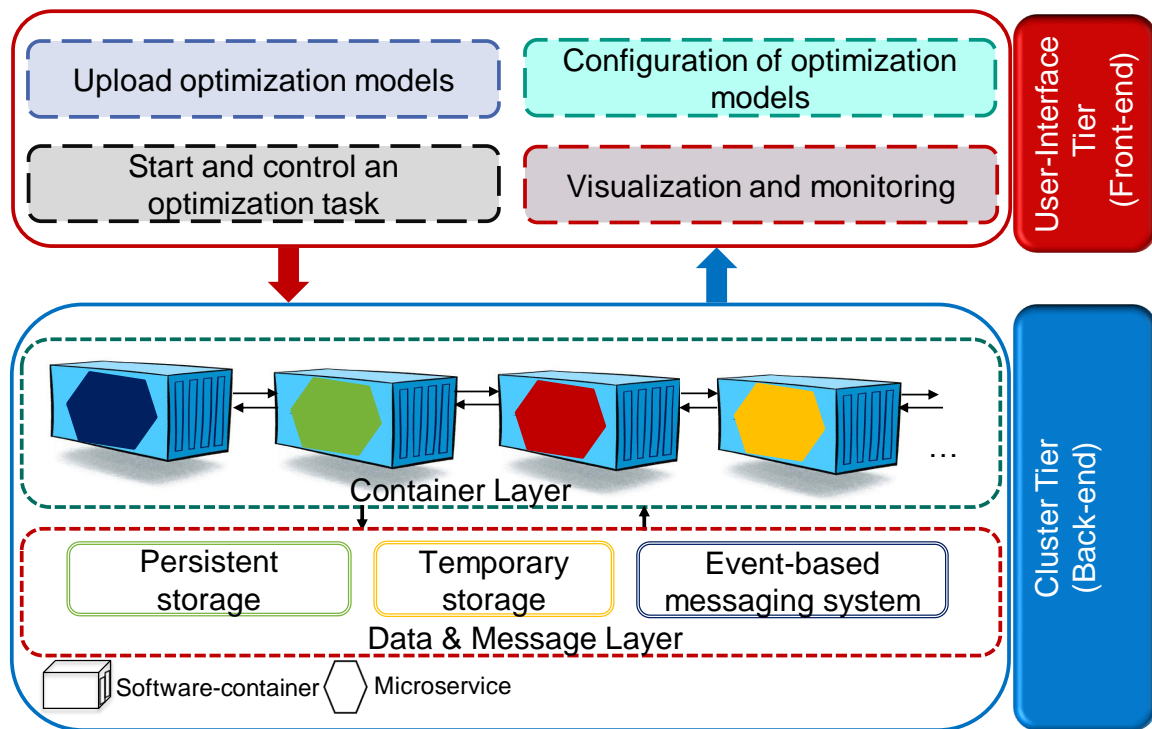 Upload optimization models
Configuration of optimization
models
Start and control an
optimization task
Visualization and monitoring
User-Interface
Tier
(Front-end)
...
Container Layer
Persistent
storage
Temporary
storage
Event-based
messaging system
Data & Message Layer
Software-container
Microservice
Cluster Tier
(Back-end)